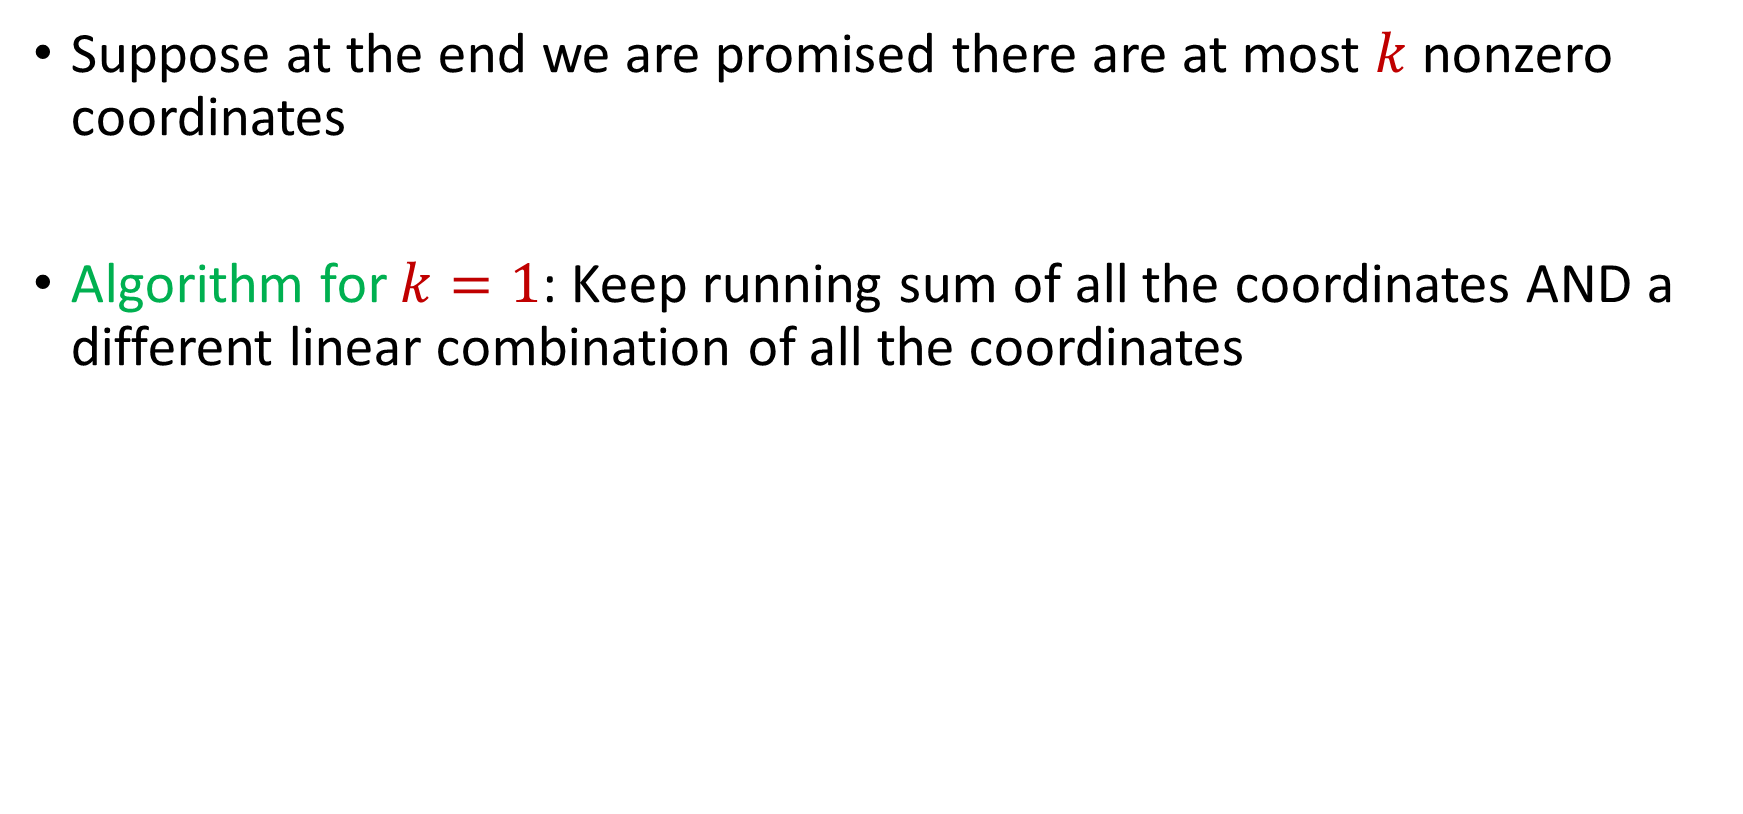 • Suppose at the end we are promised there are at most k nonzero
coordinates
• Algorithm for k = 1: Keep running sum of all the coordinates AND a
different linear combination of all the coordinates